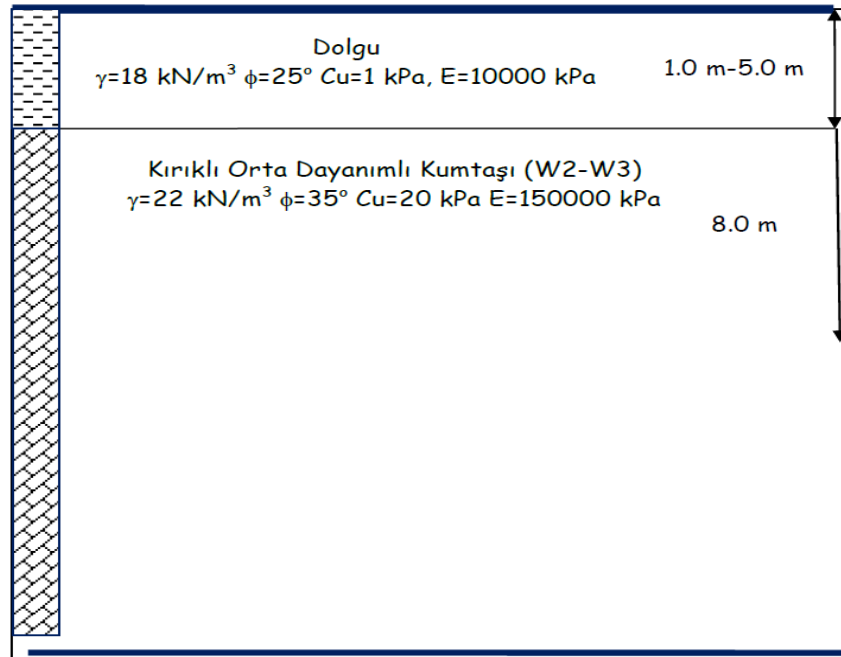 Dolgu
γ=18 kN/m³ ϕ=25° Cu=1 kPa, E=10000 kPa
1.0 m-5.0 m
Kırıklı Orta Dayanımlı Kumtaşı (W2-W3)
γ=22 kN/m³ ϕ=35° Cu=20 kPa E=150000 kPa
8.0 m